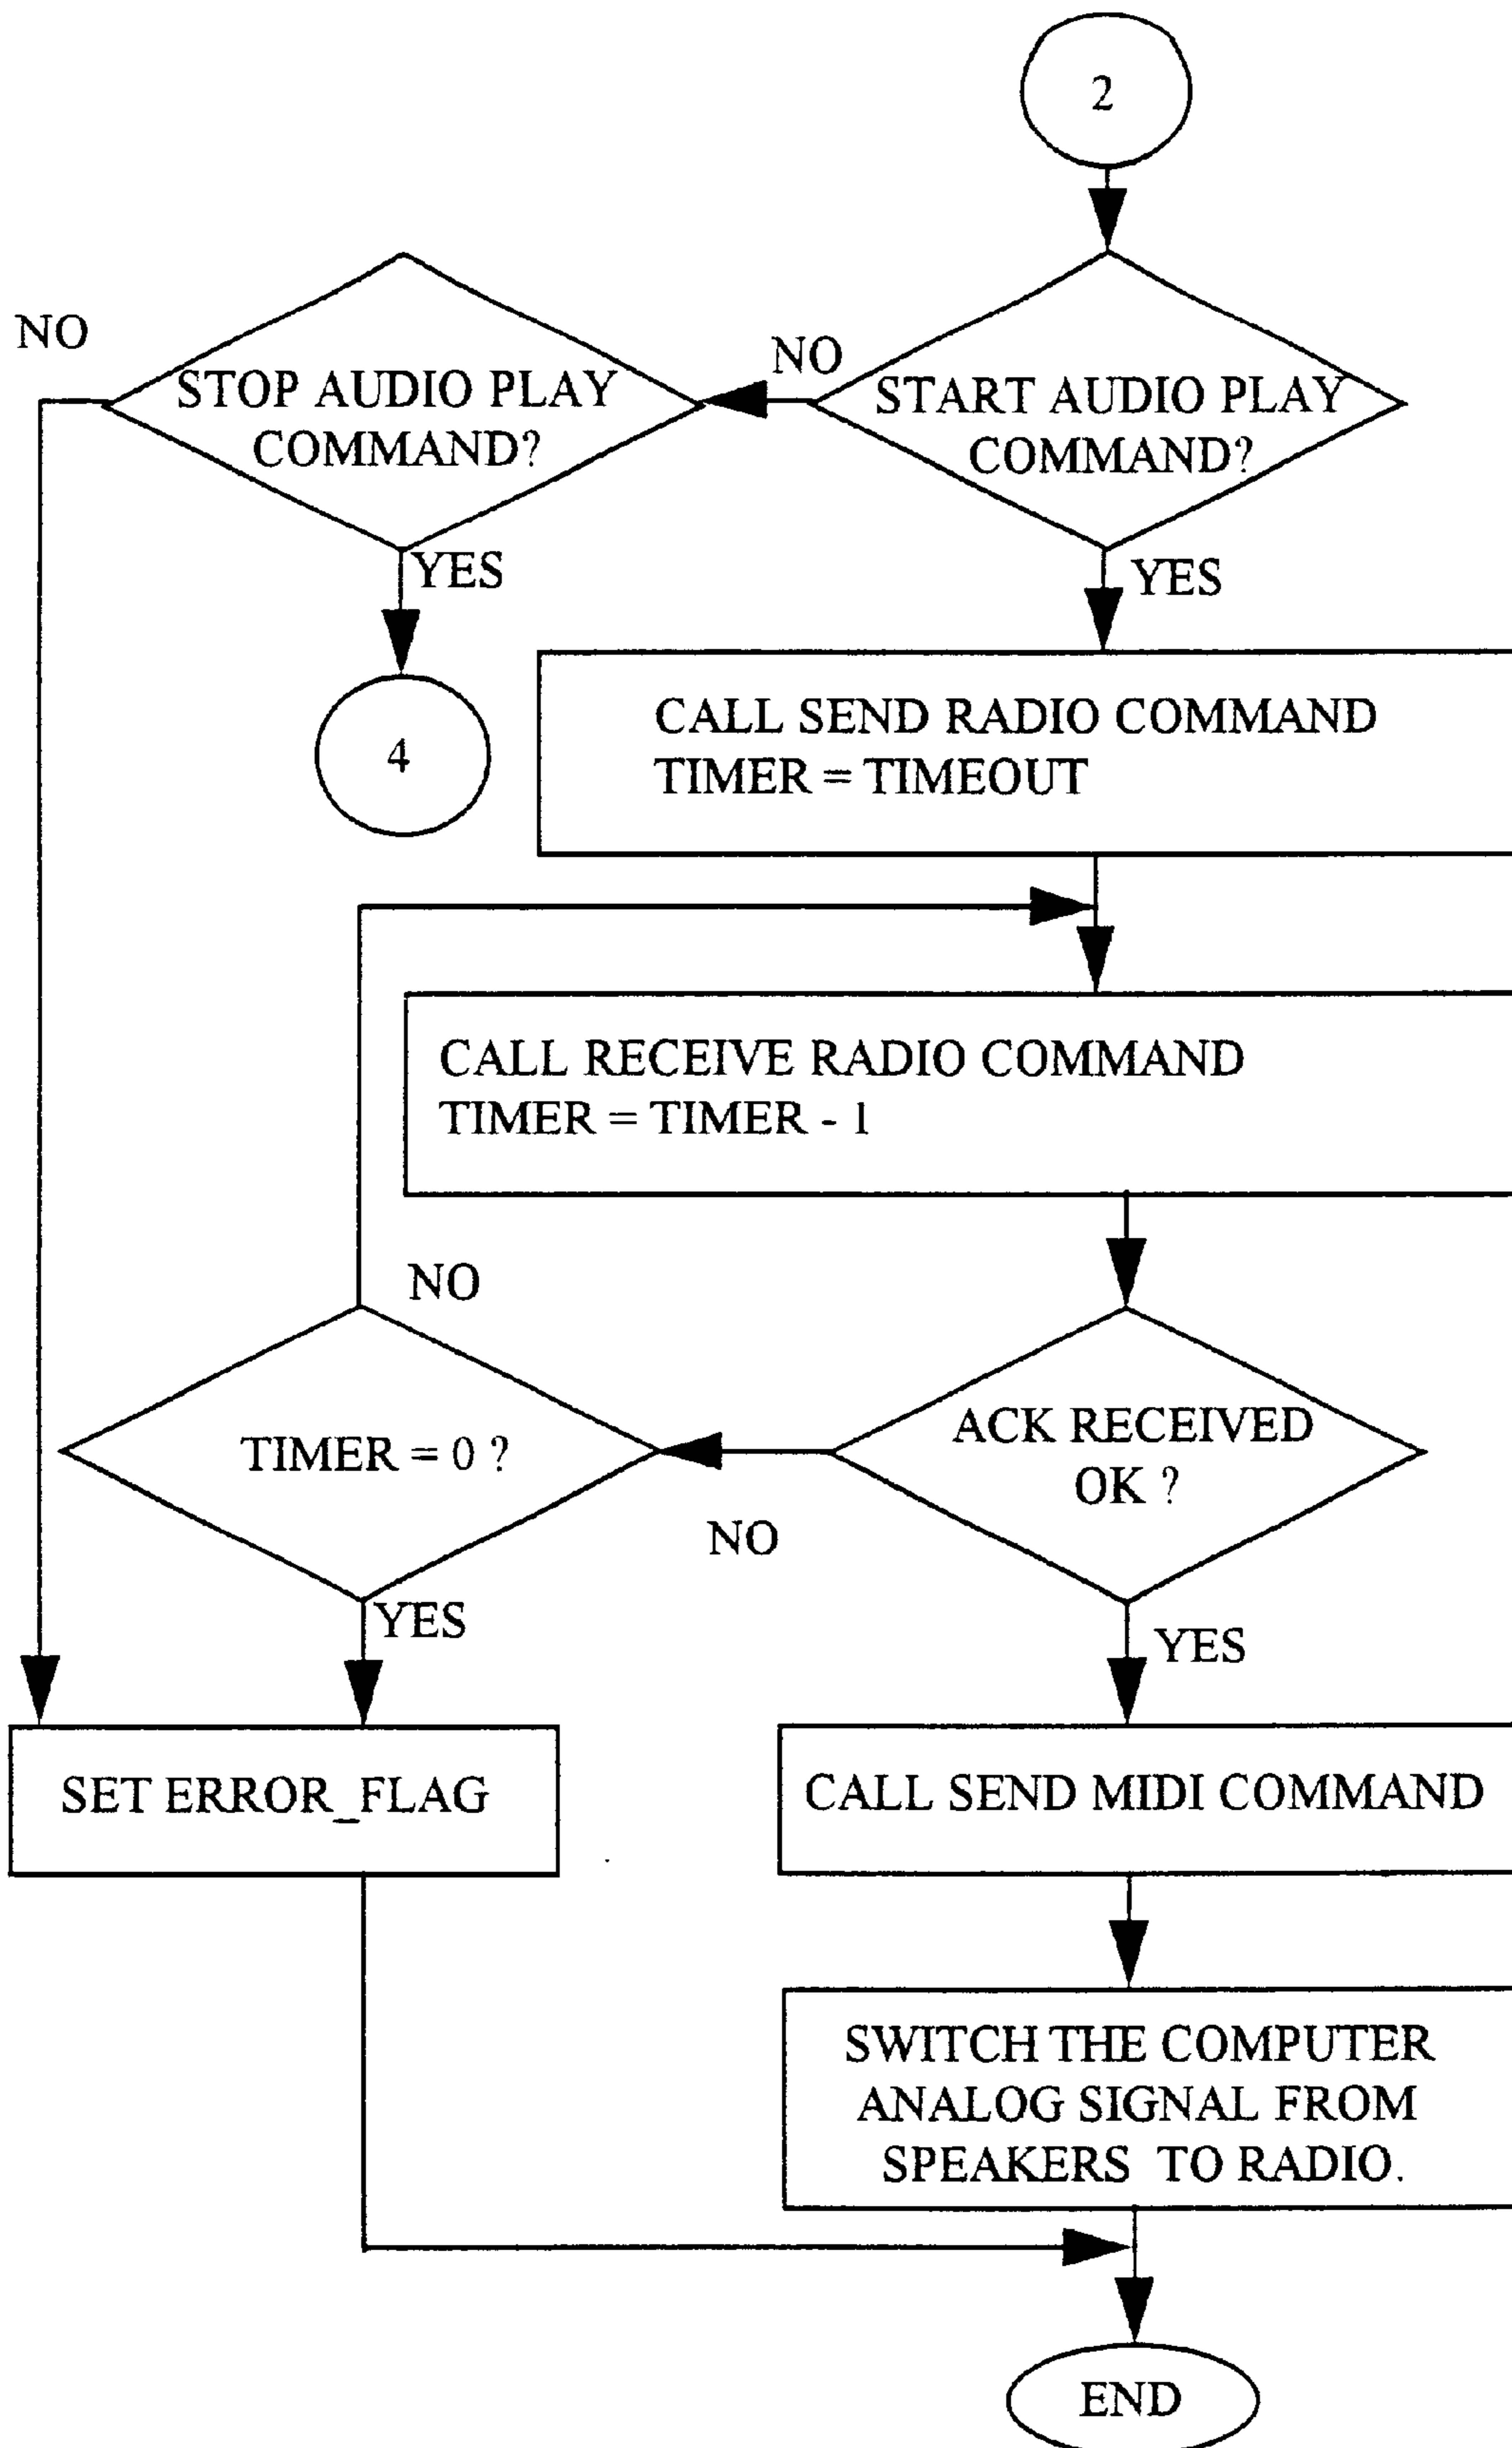 2
NO
NO
STOP AUDIO PLAY
COMMAND?
START AUDIO PLAY
COMMAND?
YES
YES
CALL SEND RADIO COMMAND
TIMER = TIMEOUT
4
CALL RECEIVE RADIO COMMAND
TIMER = TIMER - 1
NO
TIMER = 0 ?
ACK RECEIVED
OK ?
NO
YES
YES
SET ERROR_FLAG
CALL SEND MIDI COMMAND
SWITCH THE COMPUTER
ANALOG SIGNAL FROM
SPEAKERS TO RADIO.
END